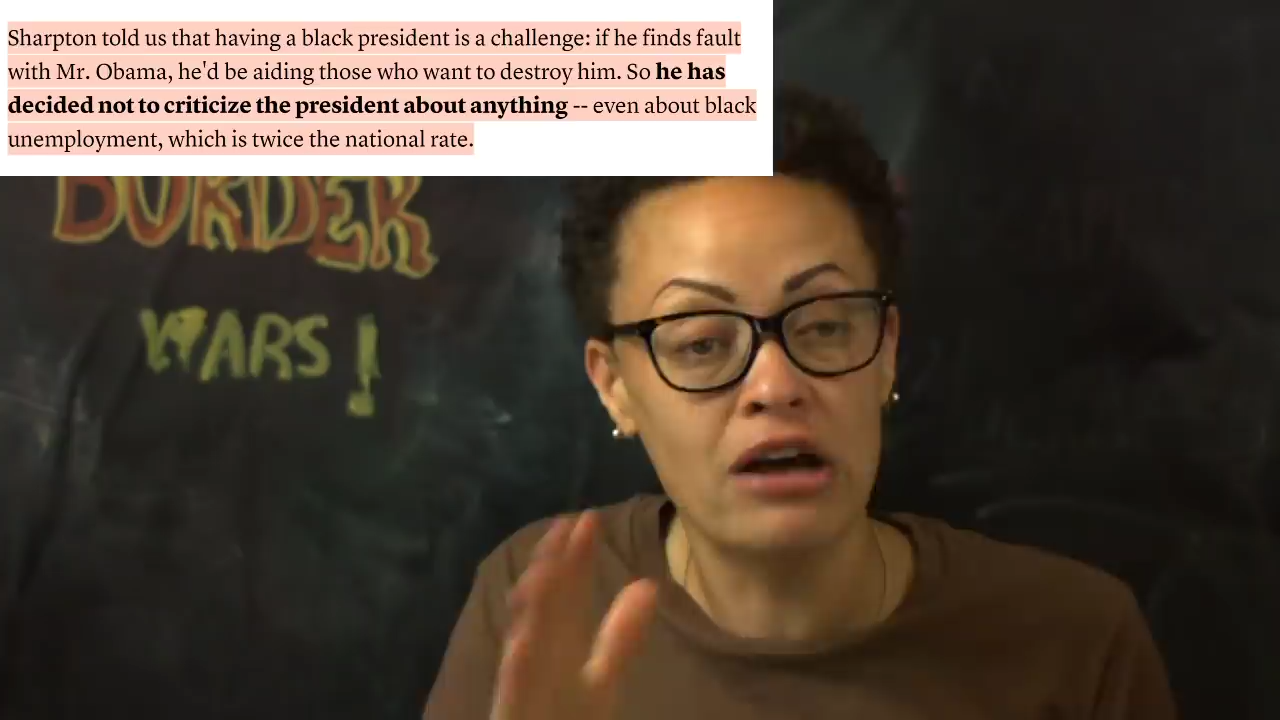 Sharpton told us that having a black president is a challenge: if he finds fault
with Mr. Obama, he'd be aiding those who want to destroy him. So he has
decided not to criticize the president about anything -- even about black
unemployment, which is twice the national rate.
BORDER
WARS !